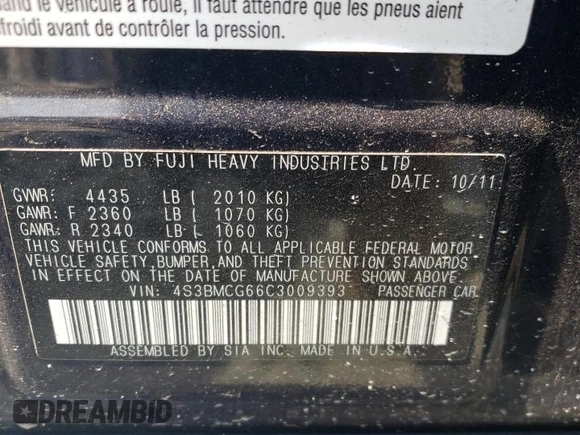 and le véhicule a roulé, il faut attendre que les pneus aient
efroidi avant de contrôler la pression.
MFD BY FUJI HEAVY INDUSTRIES LTD.
DATE: 10/11
GVWR: 4435 LB ( 2010 KG)
GAWR: F 2360 LB ( 1070 KG)
GAWR: R 2340 LB ( 1060 KG)
THIS VEHICLE CONFORMS TO ALL APPLICABLE FEDERAL MOTOR
VEHICLE SAFETY, BUMPER, AND THEFT PREVENTION STANDARDS
IN EFFECT ON THE DATE OF MANUFACTURE SHOWN ABOVE.
VIN: 4S3BMCG66C3009393 PASSENGER CAR
ASSEMBLED BY SIA INC. MADE IN U.S.A.
DREAMBID